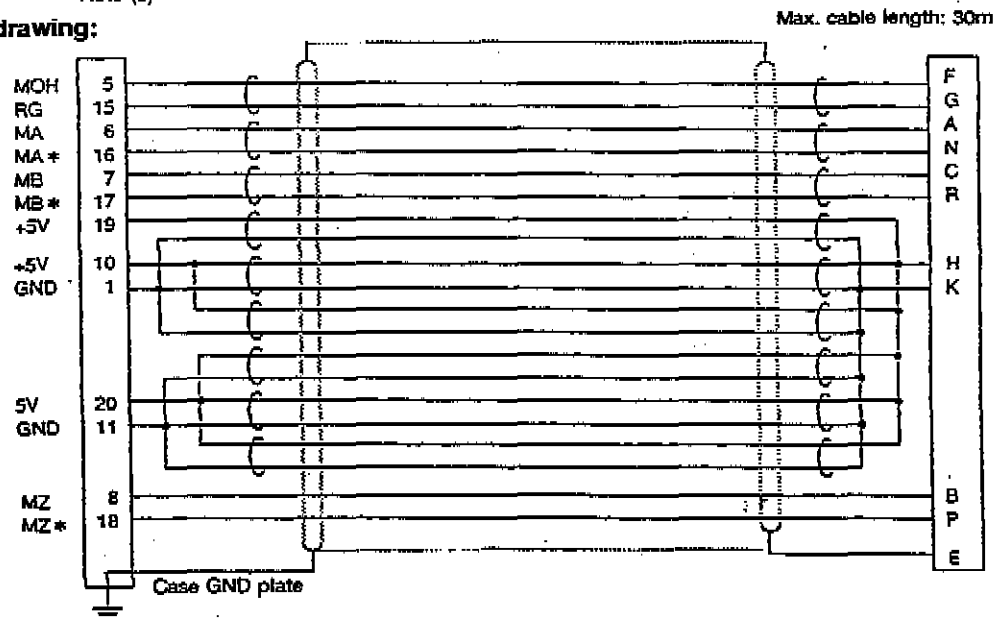 drawing:
Max. cable length: 30m
MOH 5 F
RG 15 G
MA 6 A
MA* 16 N
MB 7 C
MB* 17 R
+5V 19
+5V 10 H
GND 1 K
5V 20
GND 11
MZ 8 B
MZ* 18 P
E
Case GND plate